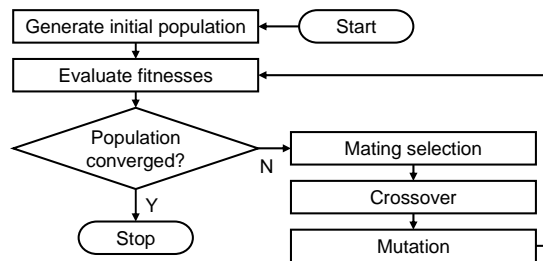 Generate initial population
Start
Evaluate fitnesses
Population
converged?
N
Mating selection
Y
Crossover
Stop
Mutation